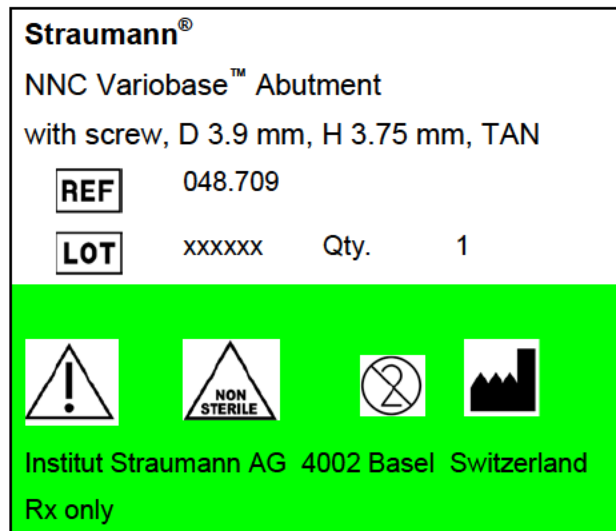 Straumann®
NNC Variobase™ Abutment
with screw, D 3.9 mm, H 3.75 mm, TAN
REF 048.709
LOT xxxxxx Qty. 1
! NON STERILE 2
Institut Straumann AG 4002 Basel Switzerland
Rx only